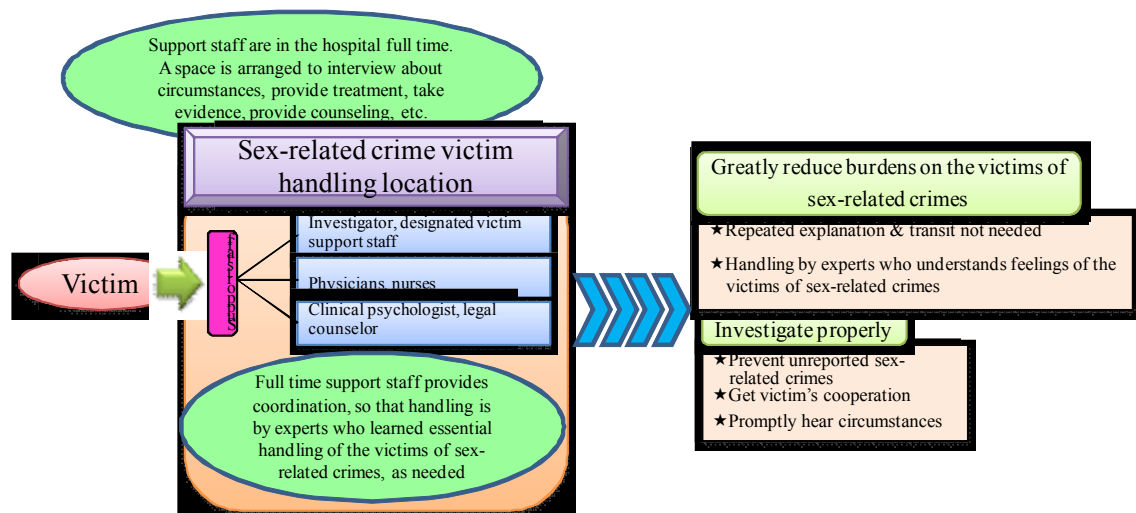 Support staff are in the hospital full time.
A space is arranged to interview about
circumstances, provide treatment, take
evidence, provide counseling, etc.
Sex-related crime victim
handling location
Victim
Support staff
Investigator, designated victim
support staff
Physicians, nurses
Clinical psychologist, legal
counselor
Full time support staff provides
coordination, so that handling is
by experts who learned essential
handling of the victims of sex-
related crimes, as needed
Greatly reduce burdens on the victims of
sex-related crimes
★Repeated explanation & transit not needed
★Handling by experts who understands feelings of the
victims of sex-related crimes
Investigate properly
★Prevent unreported sex-
related crimes
★Get victim's cooperation
★Promptly hear circumstances